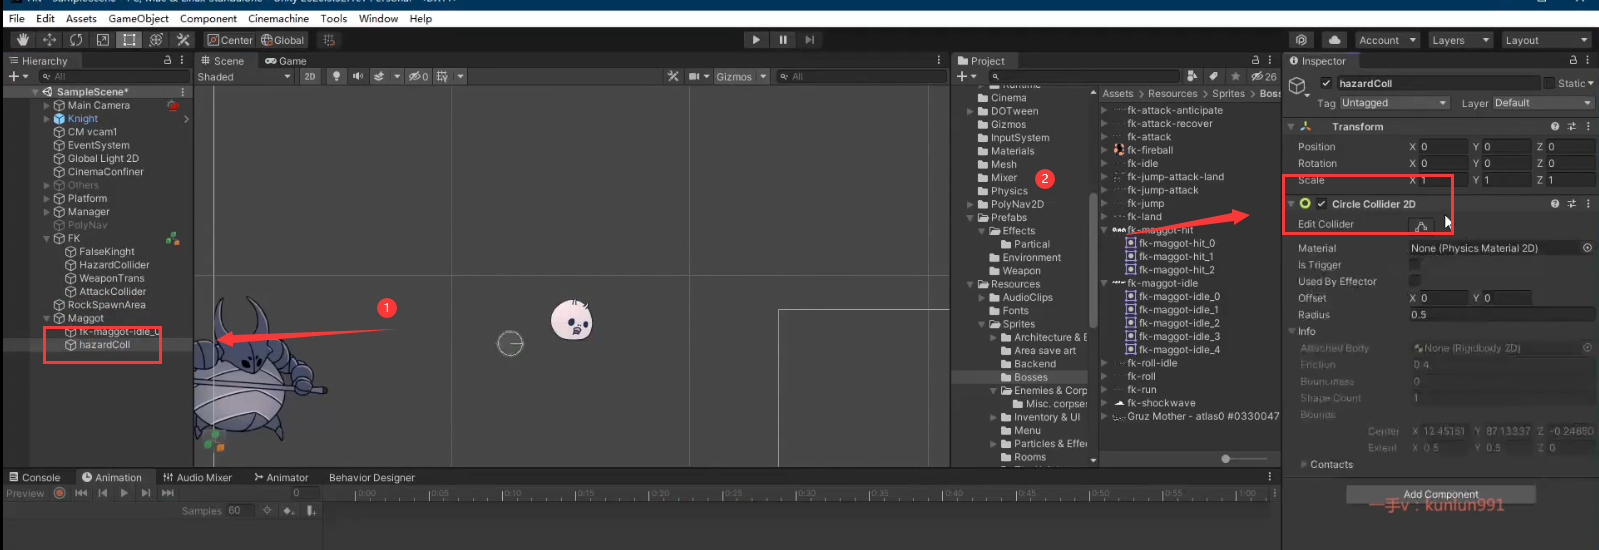 File Edit Assets GameObject Component Cinemachine Tools Window Help
Center Global Account Layers Layout
Hierarchy
All
SampleScene*
Main Camera
Knight
CM vcam1
EventSystem
Global Light 2D
CinemaConfiner
Others
Platform
Manager
PolyNav
FK
FalseKinght
HazardCollider
WeaponTrans
AttackCollider
RockSpawnArea
Maggot
fk-maggot-idle_0
hazardColl
Scene Game
Shaded 2D 0 Gizmos All
1
2
Project
26
Cinema
DOTween
Gizmos
InputSystem
Materials
Mesh
Mixer
Physics
PolyNav2D
Prefabs
Effects
Partical
Environment
Weapon
Resources
AudioClips
Fonts
Sprites
Architecture & E
Area save art
Backend
Bosses
Enemies & Corp
Misc. corpses
Inventory & UI
Menu
Particles & Effe
Rooms
Assets > Resources > Sprites > Boss
fk-attack-anticipate
fk-attack-recover
fk-attack
fk-fireball
fk-idle
fk-jump-attack-land
fk-jump-attack
fk-jump
fk-land
fk-maggot-hit
fk-maggot-hit_0
fk-maggot-hit_1
fk-maggot-hit_2
fk-maggot-idle
fk-maggot-idle_0
fk-maggot-idle_1
fk-maggot-idle_2
fk-maggot-idle_3
fk-maggot-idle_4
fk-roll-idle
fk-roll
fk-run
fk-shockwave
Gruz Mother - atlas0 #0330047
Inspector
hazardColl Static
Tag Untagged Layer Default
Transform
Position X 0 Y 0 Z 0
Rotation X 0 Y 0 Z 0
Scale X 1 Y 1 Z 1
Circle Collider 2D
Edit Collider
Material None (Physics Material 2D)
Is Trigger
Used By Effector
Offset X 0 Y 0
Radius 0.5
Info
Attached Body None (Rigidbody 2D)
Friction 0.4
Bounciness 0
Shape Count 1
Bounds
Center X Y Z
Extent X 0.5 Y 0.5 Z 0
Contacts
Add Component
一手v：kunlun991
Console Animation Audio Mixer Animator Behavior Designer
Preview 0 0:00 0:05 0:10 0:15 0:20 0:25 0:30 0:35 0:40 0:45 0:50 0:55 1:00
Samples 60